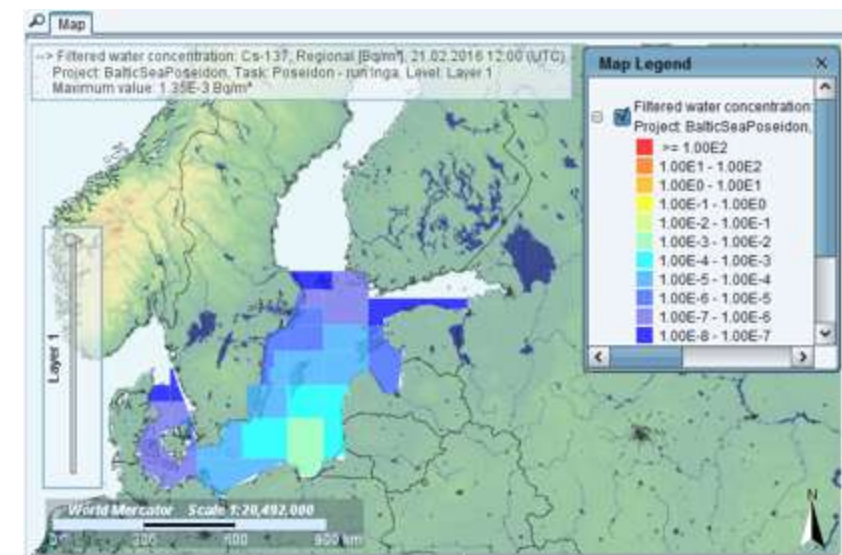 Map
--> Filtered water concentration: Cs-137, Regional [Bq/m³], 21.02.2016 12:00 (UTC)
Project: BalticSeaPoseidon, Task: Poseidon - run Inga, Level: Layer 1
Maximum value: 1.35E-3 Bq/m³
Map Legend
Filtered water concentration:
Project: BalticSeaPoseidon,
>= 1.00E2
1.00E1 - 1.00E2
1.00E0 - 1.00E1
1.00E-1 - 1.00E0
1.00E-2 - 1.00E-1
1.00E-3 - 1.00E-2
1.00E-4 - 1.00E-3
1.00E-5 - 1.00E-4
1.00E-6 - 1.00E-5
1.00E-7 - 1.00E-6
1.00E-8 - 1.00E-7
Layer 1
World Mercator Scale 1:20,492,000
900 km
N